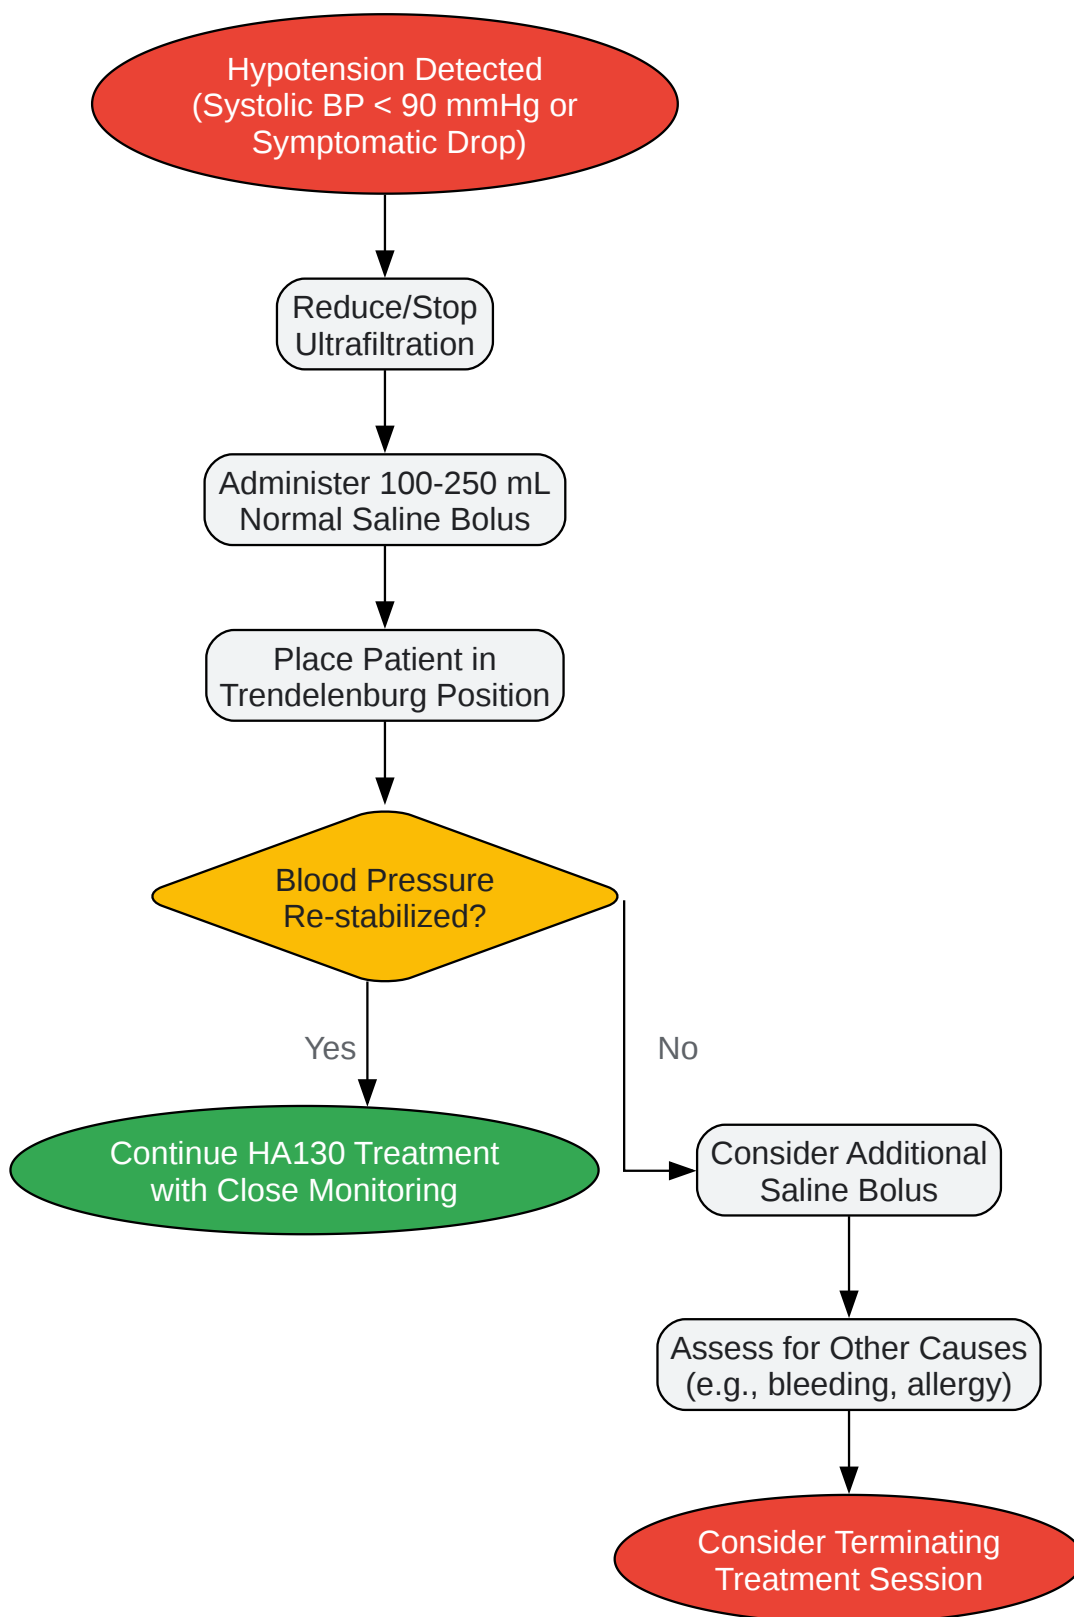 Hypotension Detected
(Systolic BP < 90 mmHg or
Symptomatic Drop)
Reduce/Stop
Ultrafiltration
Administer 100-250 mL
Normal Saline Bolus
Place Patient in
Trendelenburg Position
Blood Pressure
Re-stabilized?
Yes
No
Continue HA130 Treatment
with Close Monitoring
Consider Additional
Saline Bolus
Assess for Other Causes
(e.g., bleeding, allergy)
Consider Terminating
Treatment Session